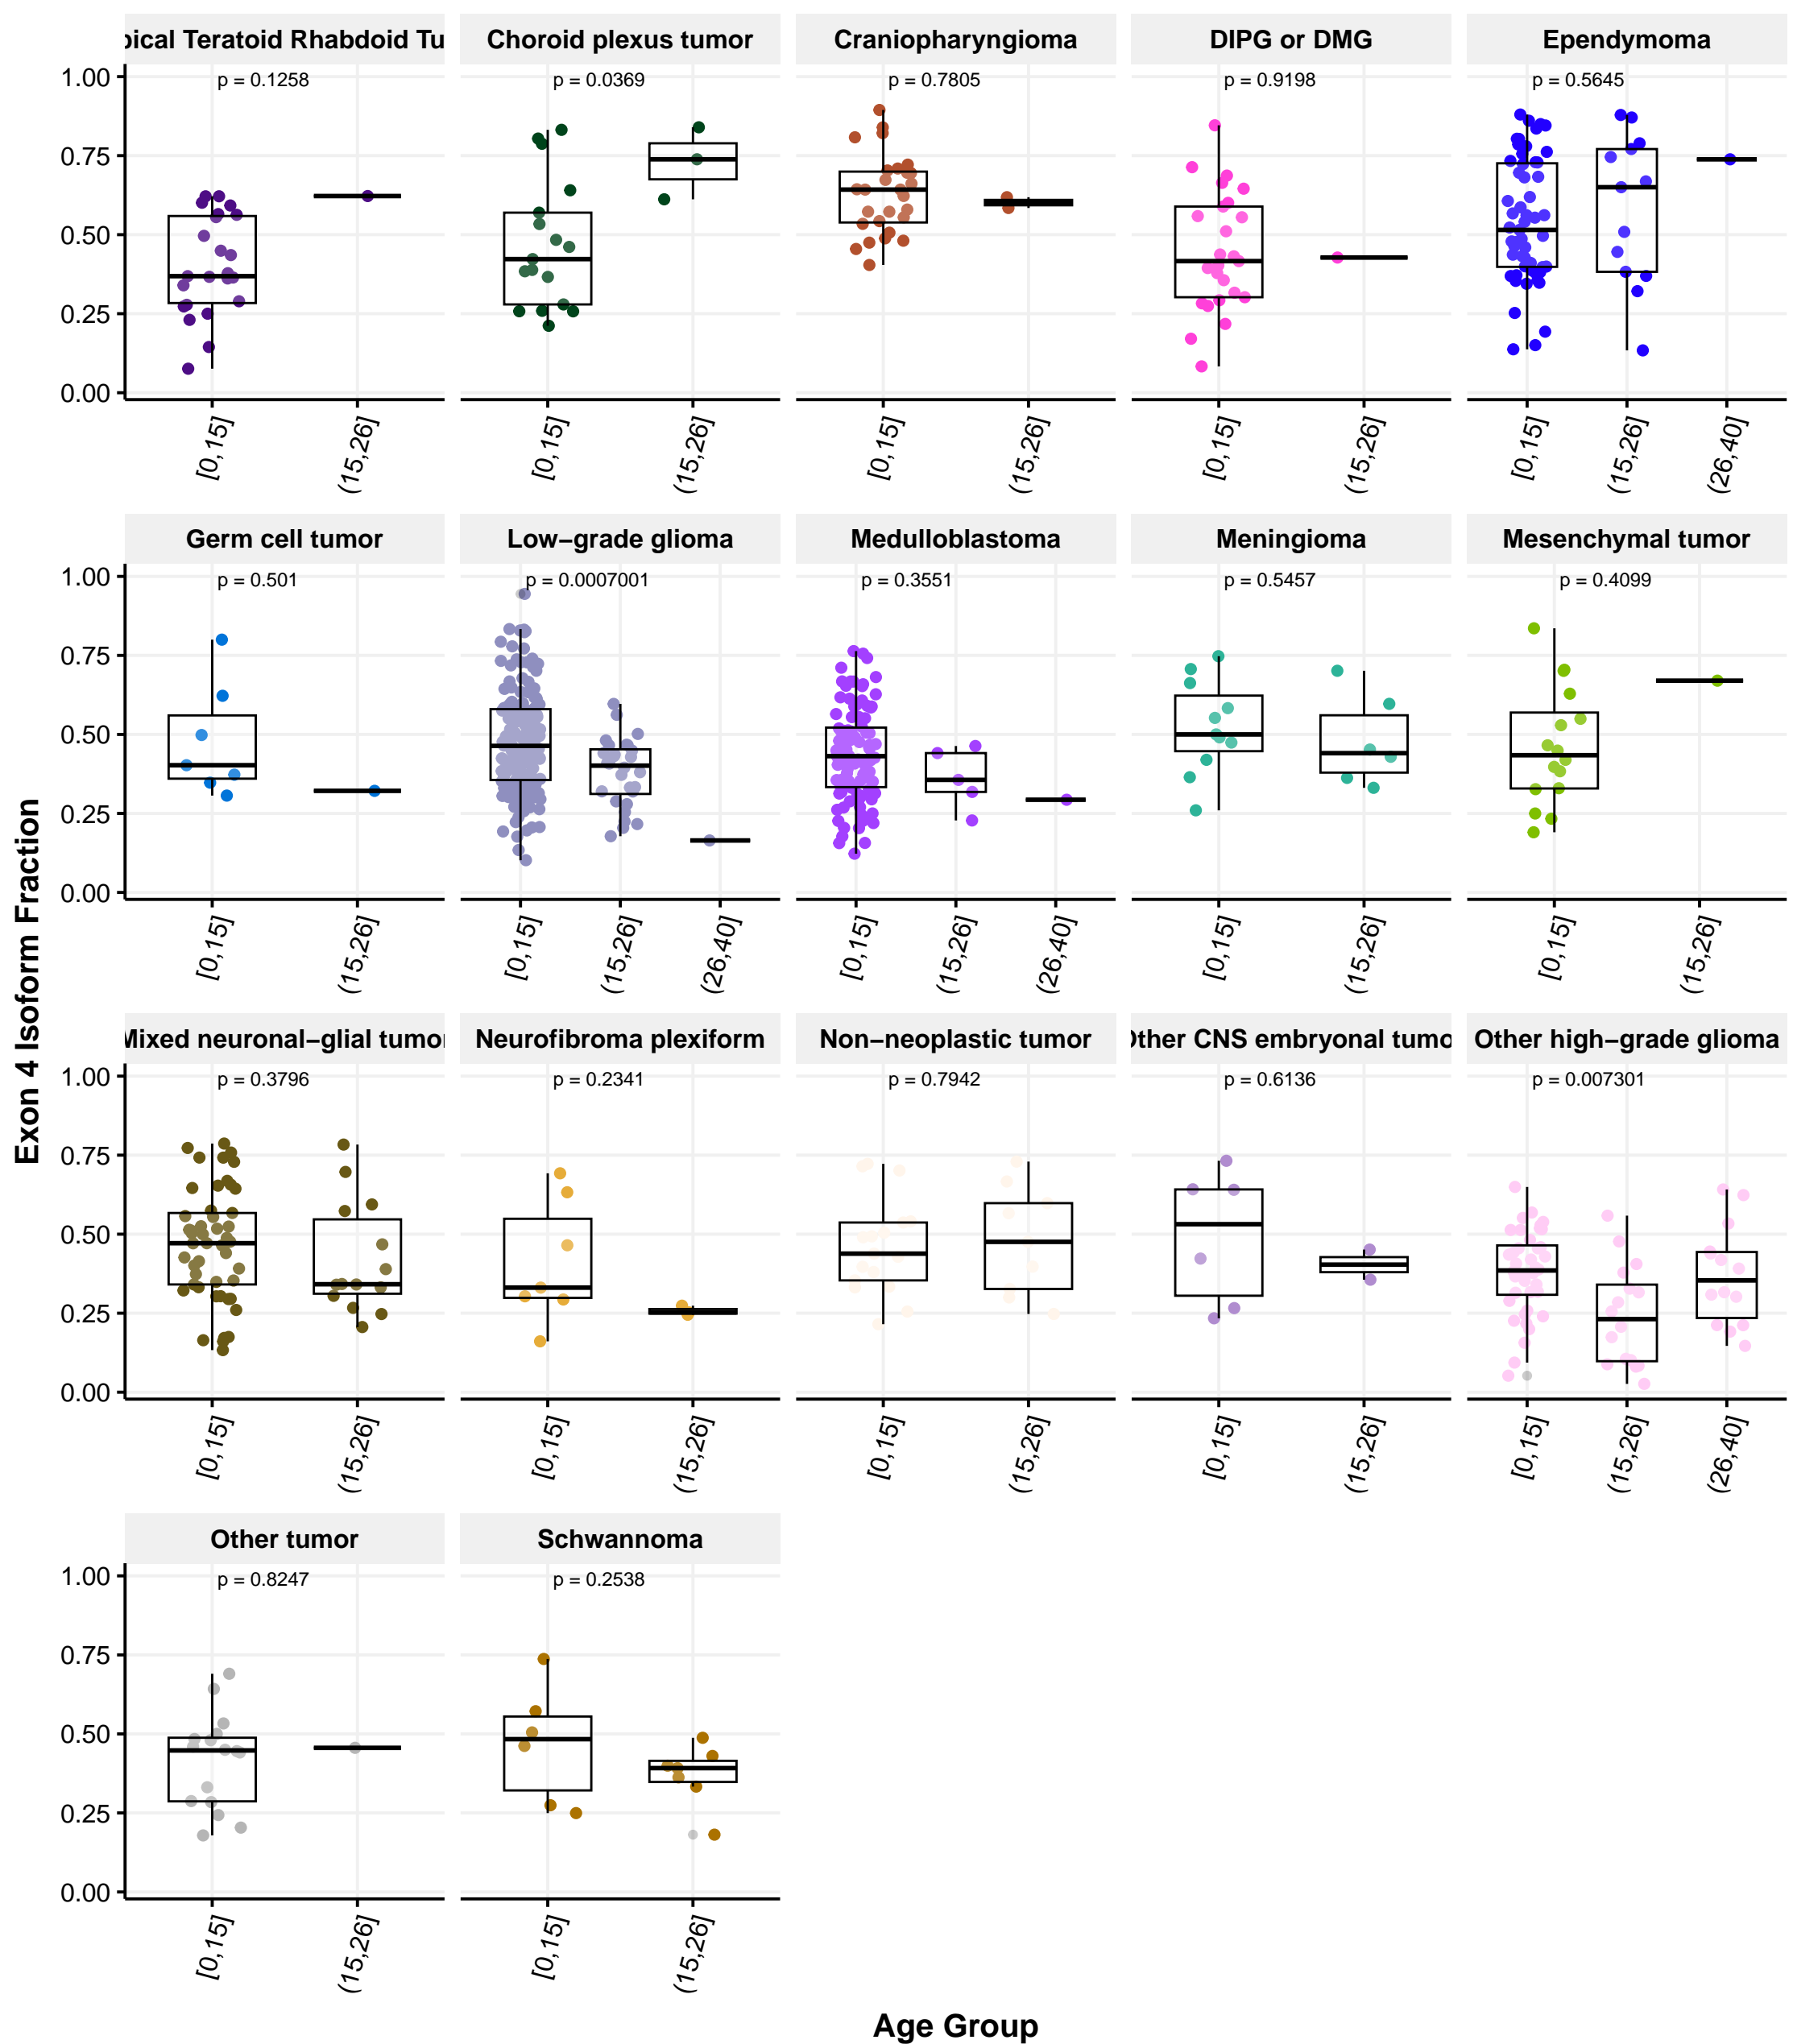 pical Teratoid Rhabdoid Tu
Choroid plexus tumor
Craniopharyngioma
DIPG or DMG
Ependymoma
p = 0.1258
p = 0.0369
p = 0.7805
p = 0.9198
p = 0.5645
1.00
0.75
0.50
0.25
0.00
[0,15]
(15,26]
[0,15]
(15,26]
[0,15]
(15,26]
[0,15]
(15,26]
[0,15]
(15,26]
(26,40]
Germ cell tumor
Low−grade glioma
Medulloblastoma
Meningioma
Mesenchymal tumor
p = 0.501
p = 0.0007001
p = 0.3551
p = 0.5457
p = 0.4099
1.00
0.75
0.50
0.25
0.00
[0,15]
(15,26]
[0,15]
(15,26]
(26,40]
[0,15]
(15,26]
(26,40]
[0,15]
(15,26]
[0,15]
(15,26]
Exon 4 Isoform Fraction
Mixed neuronal−glial tumor
Neurofibroma plexiform
Non−neoplastic tumor
Other CNS embryonal tumo
Other high−grade glioma
p = 0.3796
p = 0.2341
p = 0.7942
p = 0.6136
p = 0.007301
1.00
0.75
0.50
0.25
0.00
[0,15]
(15,26]
[0,15]
(15,26]
[0,15]
(15,26]
[0,15]
(15,26]
[0,15]
(15,26]
(26,40]
Other tumor
Schwannoma
p = 0.8247
p = 0.2538
1.00
0.75
0.50
0.25
0.00
[0,15]
(15,26]
[0,15]
(15,26]
Age Group